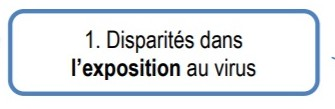 1. Disparités dans
l'exposition au virus